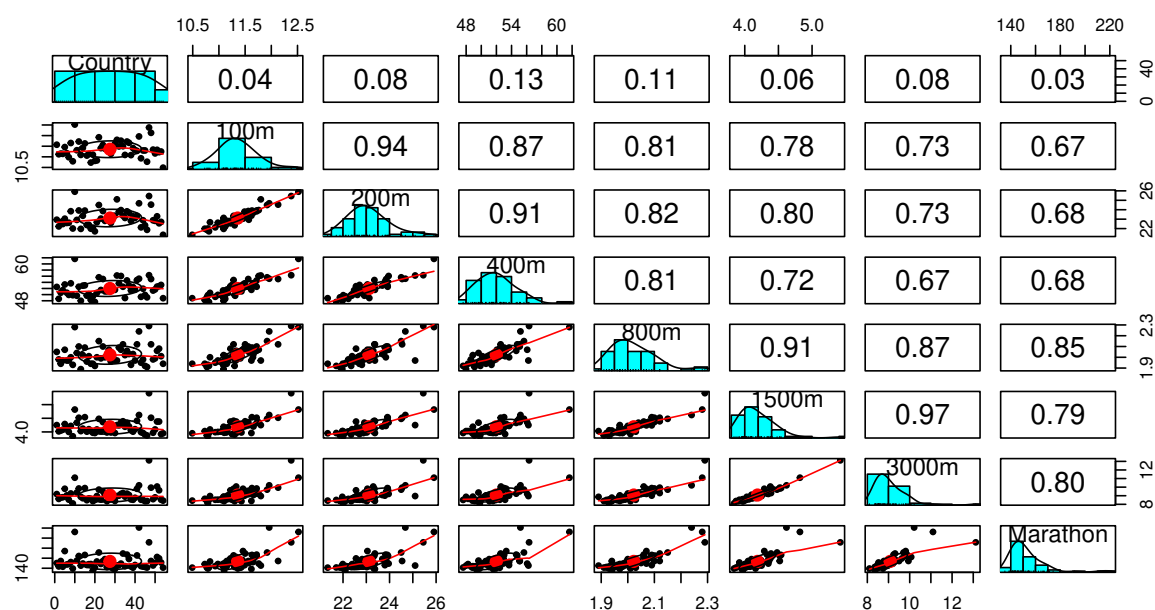 10.5 11.5 12.5 48 54 60 4.0 5.0 140 180 220
Country 0.04 0.08 0.13 0.11 0.06 0.08 0.03 0 40
10.5 100m 0.94 0.87 0.81 0.78 0.73 0.67
200m 0.91 0.82 0.80 0.73 0.68 22 26
48 60 400m 0.81 0.72 0.67 0.68
800m 0.91 0.87 0.85 1.9 2.3
4.0 1500m 0.97 0.79
3000m 0.80 8 12
140 Marathon
0 20 40 22 24 26 1.9 2.1 2.3 8 10 12